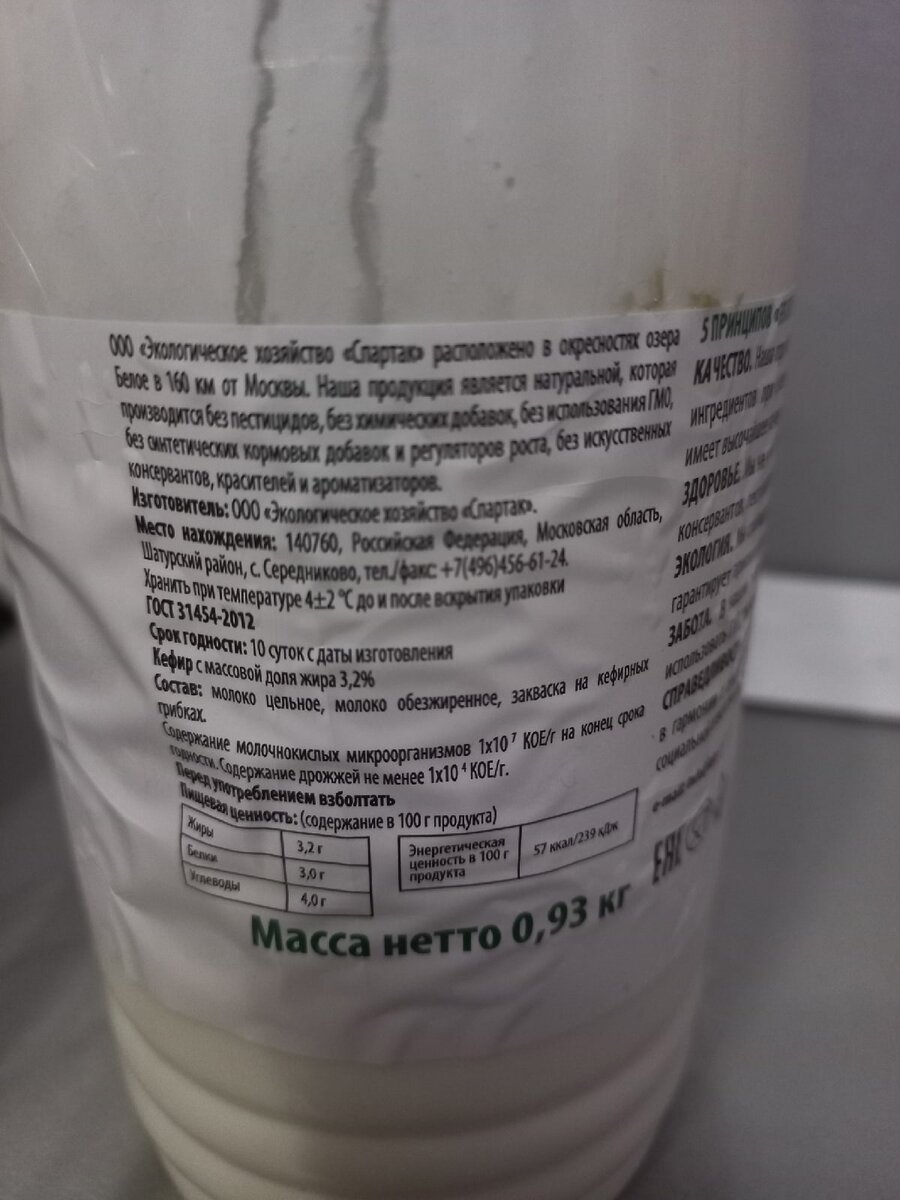 ООО «Экологическое хозяйство «Спартак» расположено в окресностях озера
Белое в 160 км от Москвы. Наша продукция является натуральной, которая
производится без пестицидов, без химических добавок, без использования ГМО,
без синтетических кормовых добавок и регуляторов роста, без искусственных
консервантов, красителей и ароматизаторов.
Изготовитель: ООО «Экологическое хозяйство «Спартак».
Место нахождения: 140760, Российская Федерация, Московская область,
Шатурский район, с. Середниково, тел./факс: +7(496)456-61-24.
Хранить при температуре 4±2 °С до и после вскрытия упаковки
ГОСТ 31454-2012
Срок годности: 10 суток с даты изготовления
Кефир с массовой доля жира 3,2%
Состав: молоко цельное, молоко обезжиренное, закваска на кефирных
грибках.
Содержание молочнокислых микроорганизмов 1х10 ⁷ КОЕ/г на конец срока
годности. Содержание дрожжей не менее 1х10 ⁴ КОЕ/г.
Перед употреблением взболтать
Пищевая ценность: (содержание в 100 г продукта)
Жиры 3,2 г
Белки 3,0 г
Углеводы 4,0 г
Энергетическая
ценность в 100 г
продукта
57 ккал/239 кДж
Масса нетто 0,93 кг
5 ПРИНЦИПОВ
КАЧЕСТВО. Наша
ингредиентов
имеет
ЗДОРОВЬЕ.
ЭКОЛОГИЯ.
гарантирует
ЗАБОТА. В
в
EAC